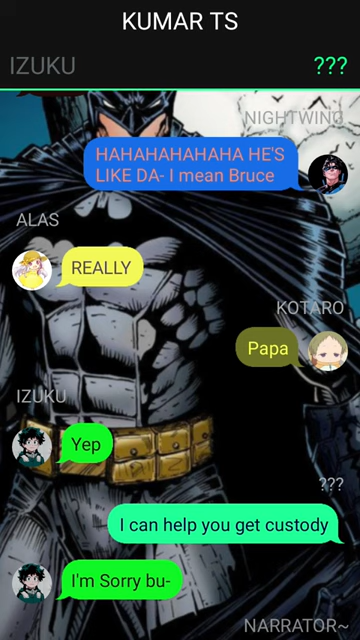 KUMAR TS
IZUKU
???
NIGHTWING
HAHAHAHAHAHA HE'S
LIKE DA- I mean Bruce
ALAS
REALLY
KOTARO
Papa
IZUKU
Yep
???
I can help you get custody
I'm Sorry bu-
NARRATOR~